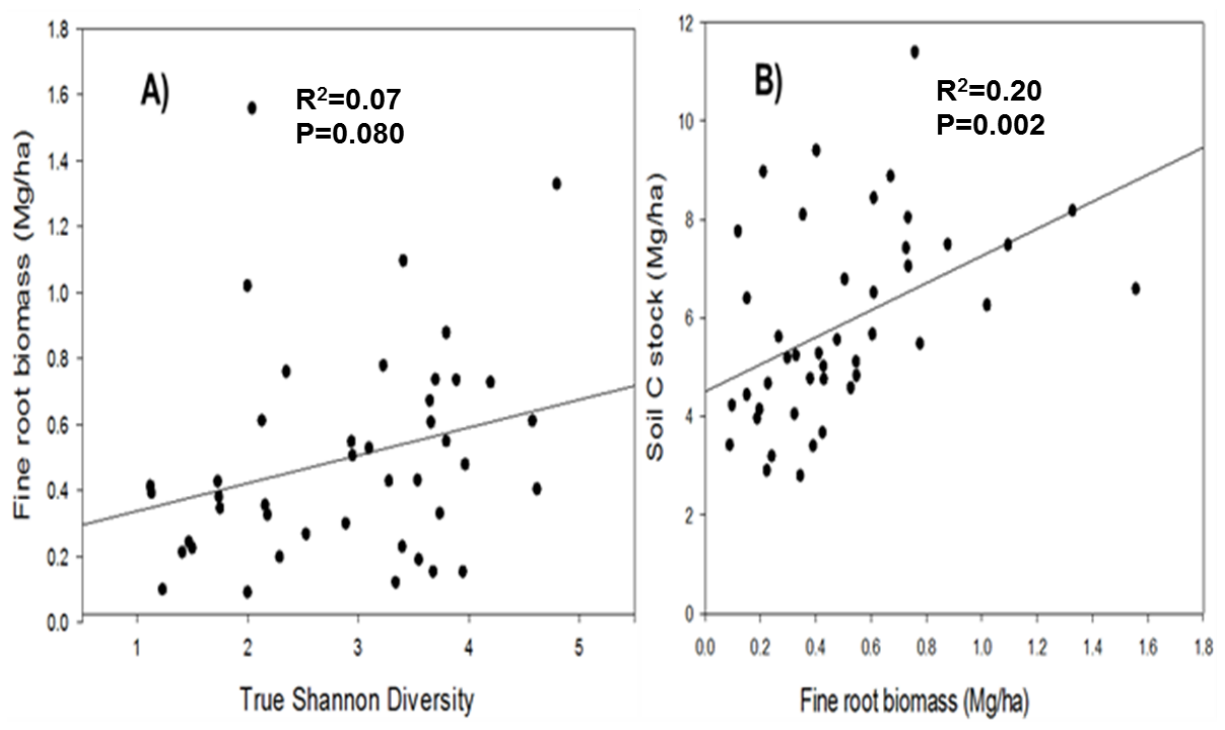 A)
R²=0.07
P=0.080
1.8
1.6
1.4
1.2
1.0
0.8
0.6
0.4
0.2
0.0
Fine root biomass (Mg/ha)
1 2 3 4 5
True Shannon Diversity
B)
R²=0.20
P=0.002
12
10
8
6
4
2
0
Soil C stock (Mg/ha)
0.0 0.2 0.4 0.6 0.8 1.0 1.2 1.4 1.6 1.8
Fine root biomass (Mg/ha)